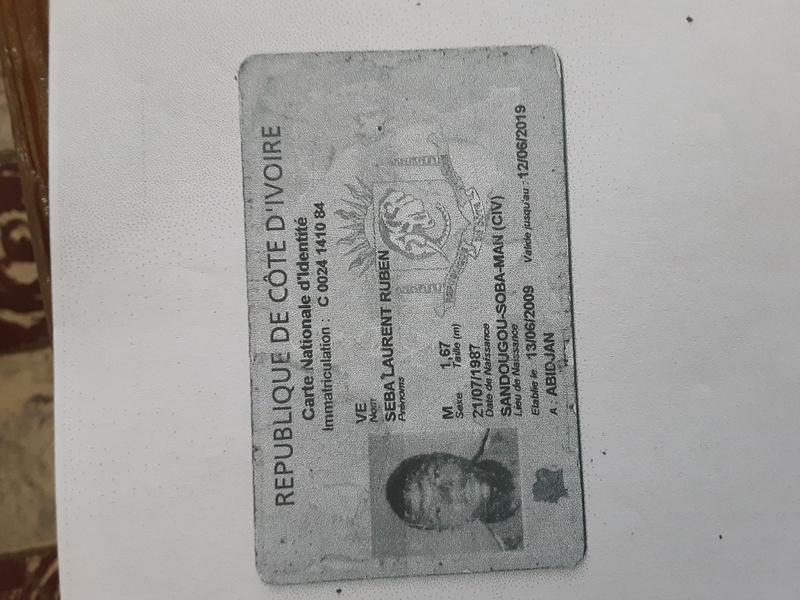 REPUBLIQUE DE CÔTE D'IVOIRE
Carte Nationale d'Identité
Immatriculation : C 0024 1410 84
VE
Nom
SEBA LAURENT RUBEN
Prénoms
M 1,67
Sexe Taille (m)
21/07/1987
Date de Naissance
SANDOUGOU-SOBA-MAN (CIV)
Lieu de Naissance
Etablie le 13/06/2009 Valide jusqu'au : 12/06/2019
A : ABIDJAN